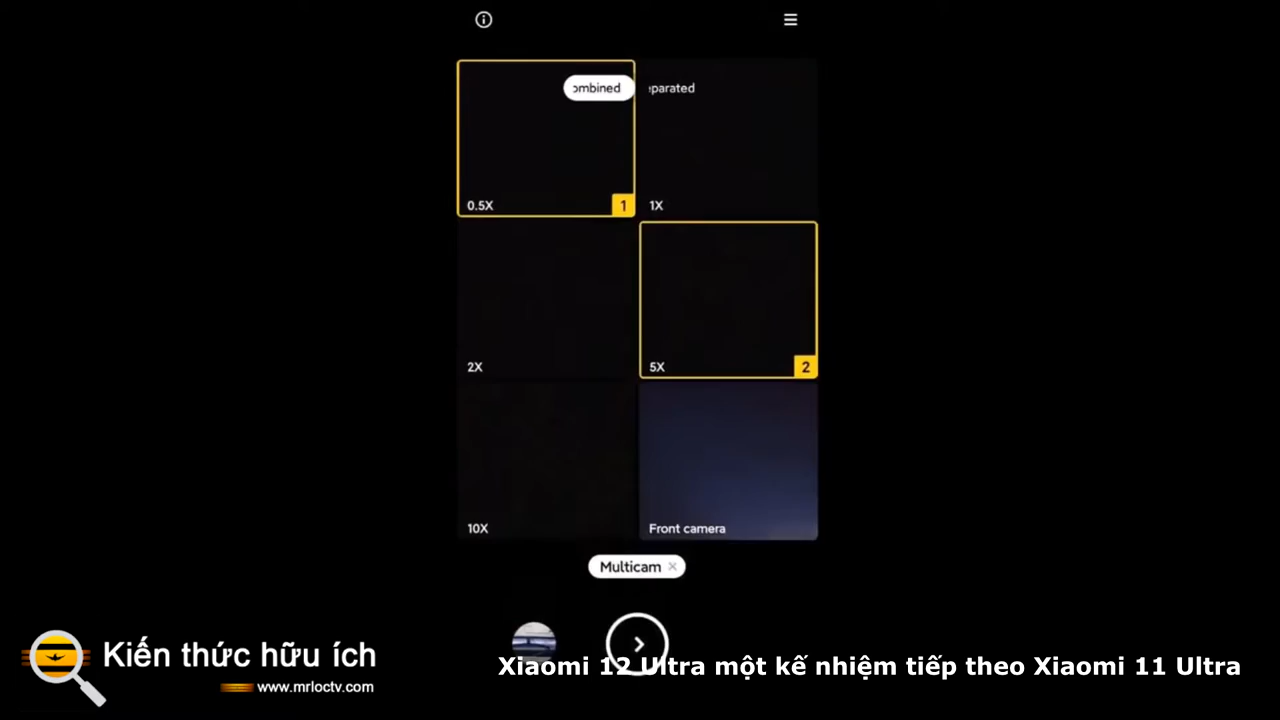 ombined
eparated
0.5X
1
1X
2X
5X
2
10X
Front camera
Multicam
Kiến thức hữu ích
www.mrloctv.com
Xiaomi 12 Ultra một kế nhiệm tiếp theo Xiaomi 11 Ultra